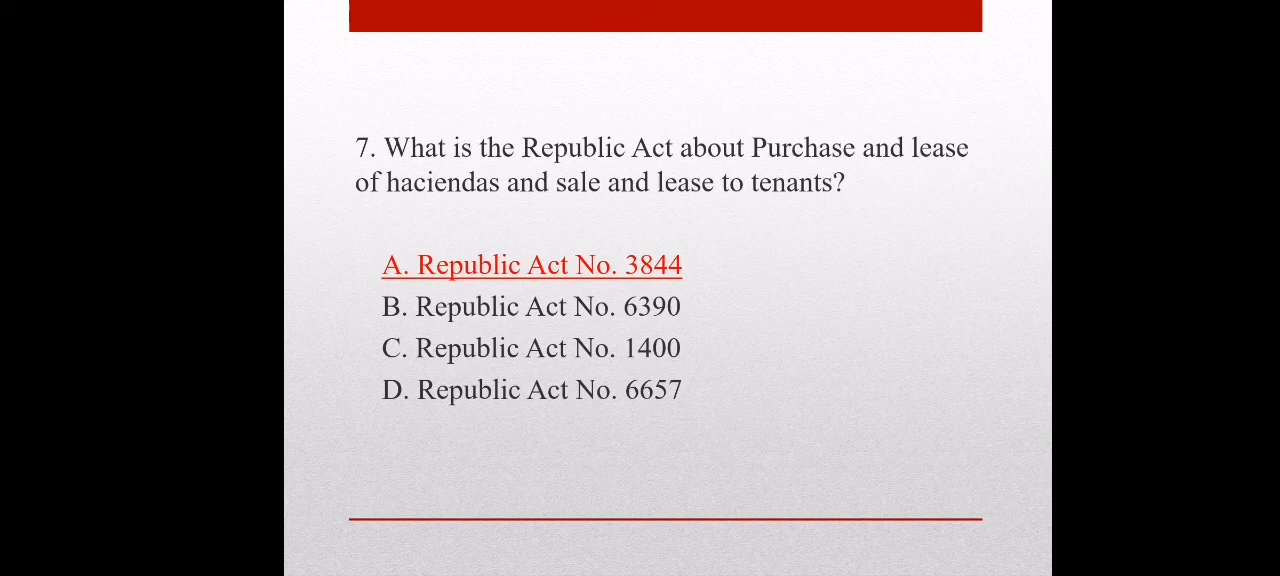 7. What is the Republic Act about Purchase and lease
of haciendas and sale and lease to tenants?
A. Republic Act No. 3844
B. Republic Act No. 6390
C. Republic Act No. 1400
D. Republic Act No. 6657